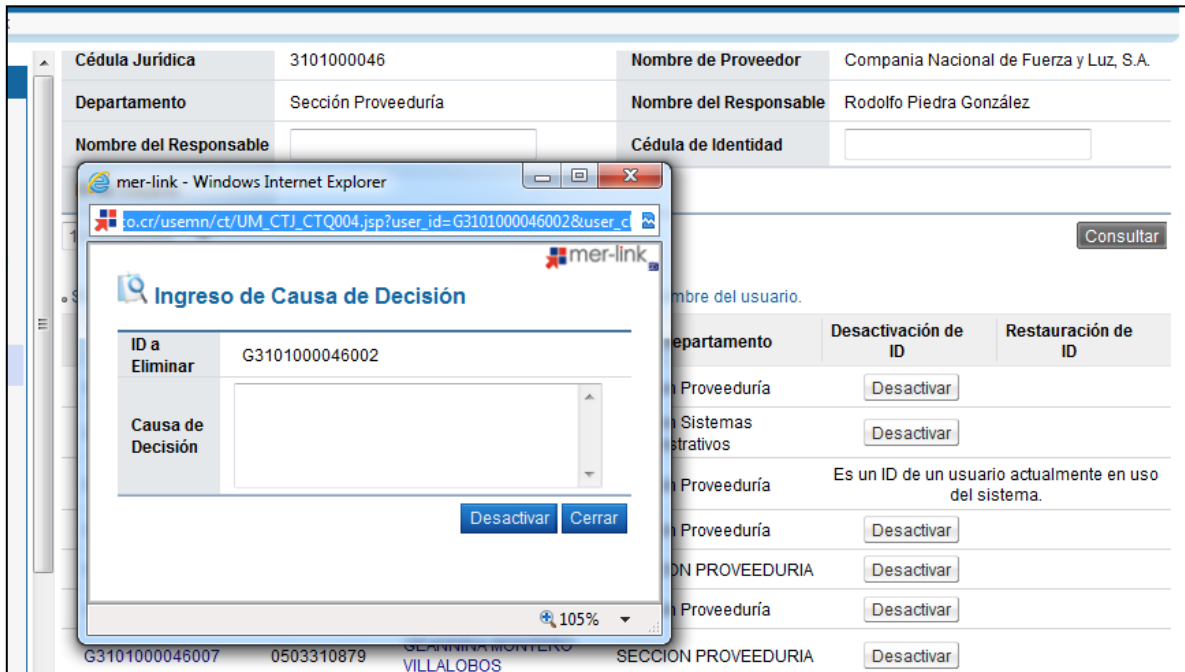 Cédula Jurídica 3101000046 Nombre de Proveedor Compania Nacional de Fuerza y Luz, S.A.
Departamento Sección Proveeduría Nombre del Responsable Rodolfo Piedra González
Nombre del Responsable Cédula de Identidad
mer-link - Windows Internet Explorer
:o.cr/usemn/ct/UM_CTJ_CTQ004.jsp?user_id=G3101000046002&user_cl
Consultar
mer-link
Ingreso de Causa de Decisión
mbre del usuario.
ID a
Eliminar
G3101000046002
Causa de
Decisión
Desactivar Cerrar
105%
epartamento Desactivación de ID Restauración de ID
Proveeduría Desactivar
Sistemas
strativos Desactivar
Proveeduría Es un ID de un usuario actualmente en uso
del sistema.
Proveeduría Desactivar
ON PROVEEDURIA Desactivar
Proveeduría Desactivar
G3101000046007 0503310879 GEANNINA MONTERO
VILLALOBOS SECCION PROVEEDURIA Desactivar